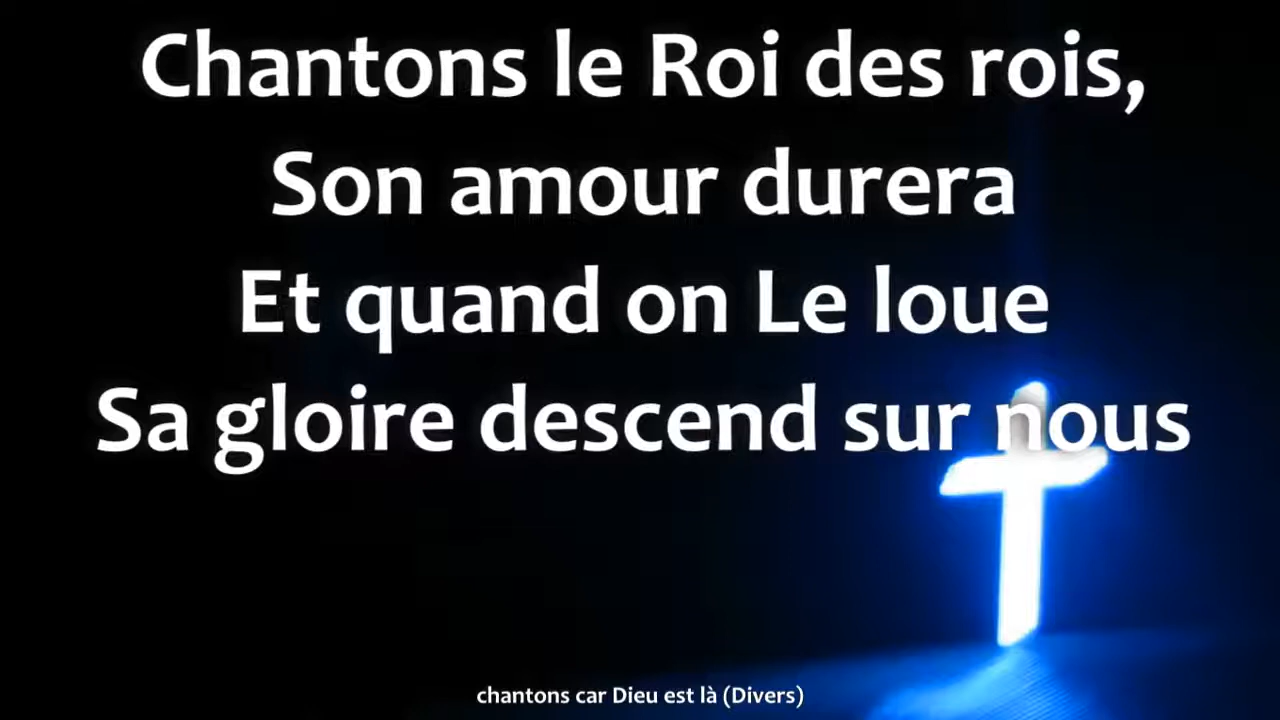 Chantons le Roi des rois,
Son amour durera
Et quand on Le loue
Sa gloire descend sur nous
chantons car Dieu est là (Divers)